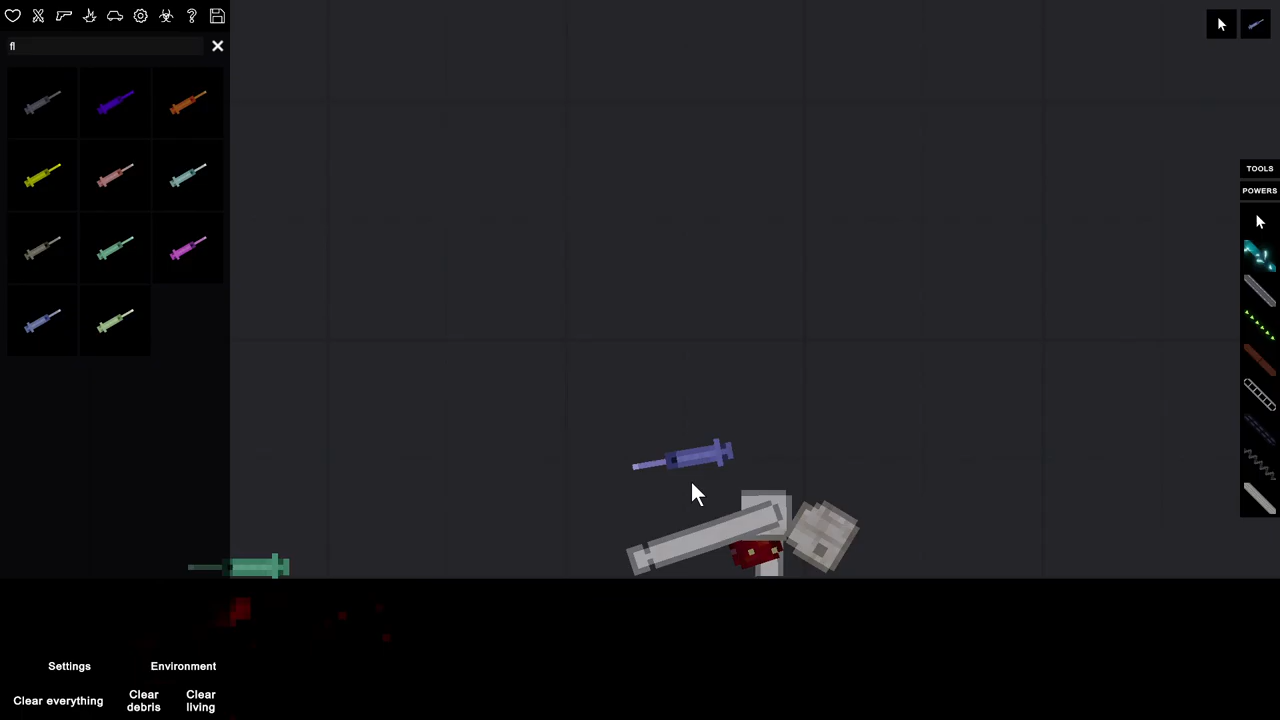 fl
TOOLS
POWERS
Settings
Environment
Clear everything
Clear
debris
Clear
living